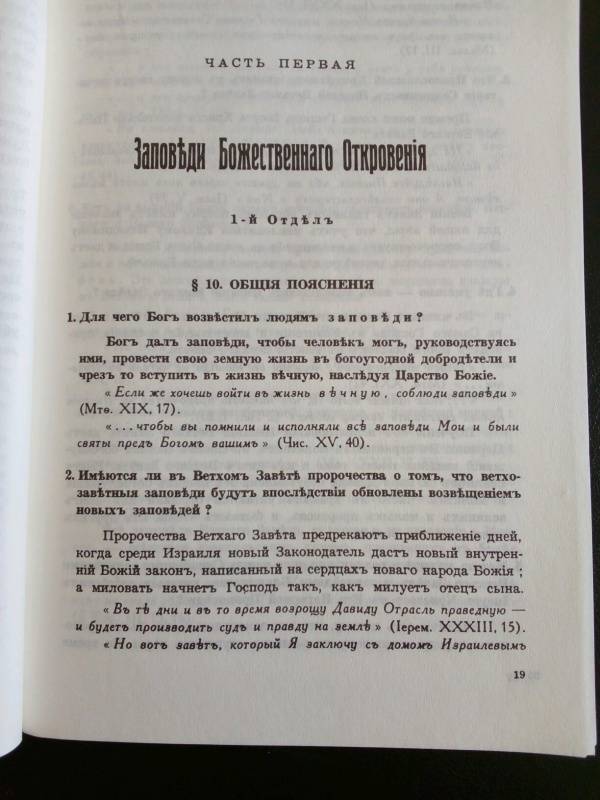 ЧАСТЬ ПЕРВАЯ
Заповѣди Божественнаго Откровенія
1-й Отдѣлъ
§ 10. ОБЩІЯ ПОЯСНЕНІЯ
1. Для чего Богъ возвѣстилъ людямъ заповѣди?
Богъ далъ заповѣди, чтобы человѣкъ могъ, руководствуясь
ими, провести свою земную жизнь въ богоугодной добродѣтели и
чрезъ то вступить въ жизнь вѣчную, наслѣдуя Царство Божіе.
« Если же хочешь войти въ жизнь вѣчную, соблюди заповѣди »
(Мтѳ. XIX, 17).
« ...чтобы вы помнили и исполняли всѣ заповѣди Мои и были
святы предъ Богомъ вашимъ » (Чис. XV, 40).
2. Имѣются ли въ Ветхомъ Завѣтѣ пророчества о томъ, что ветхо-
завѣтныя заповѣди будутъ впослѣдствіи обновлены возвѣщеніемъ
новыхъ заповѣдей ?
Пророчества Ветхаго Завѣта предрекаютъ приближеніе дней,
когда среди Израиля новый Законодатель дастъ новый внутрен-
ній Божій законъ, написанный на сердцахъ новаго народа Божія ;
а миловать начнетъ Господь такъ, какъ милуетъ отецъ сына.
« Въ тѣ дни и въ то время возрощу Давиду Отрасль праведную —
и будетъ производить судъ и правду на землѣ » (Іерем. XXXIII, 15).
« Но вотъ завѣтъ, который Я заключу съ домомъ Израилевымъ
19